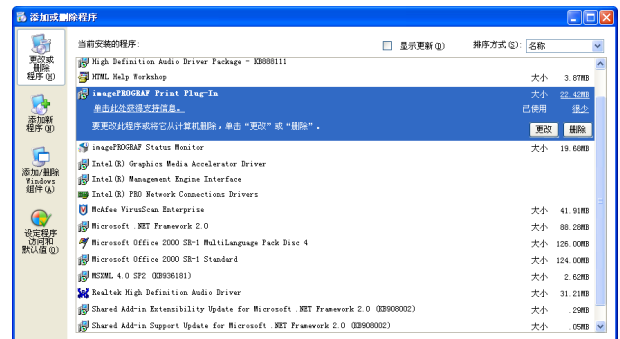 添加或删除程序
更改或
删除
程序(H)
添加新
程序(N)
添加/删除
Windows
组件(A)
设定程序
访问和
默认值(O)
当前安装的程序: 显示更新(D) 排序方式(S): 名称
High Definition Audio Driver Package - KB888111
HTML Help Workshop 大小 3.87MB
imagePROGRAF Print Plug-In 大小 22.42MB
单击此处获得支持信息。 已使用 很少
要更改此程序或将它从计算机删除，单击“更改”或“删除”。 更改 删除
imagePROGRAF Status Monitor 大小 19.68MB
Intel(R) Graphics Media Accelerator Driver
Intel(R) Management Engine Interface
Intel(R) PRO Network Connections Drivers
McAfee VirusScan Enterprise 大小 41.91MB
Microsoft .NET Framework 2.0 大小 88.28MB
Microsoft Office 2000 SR-1 MultiLanguage Pack Disc 4 大小 126.00MB
Microsoft Office 2000 SR-1 Standard 大小 124.00MB
MSXML 4.0 SP2 (KB936181) 大小 2.62MB
Realtek High Definition Audio Driver 大小 31.21MB
Shared Add-in Extensibility Update for Microsoft .NET Framework 2.0 (KB908002) 大小 .29MB
Shared Add-in Support Update for Microsoft .NET Framework 2.0 (KB908002) 大小 .05MB